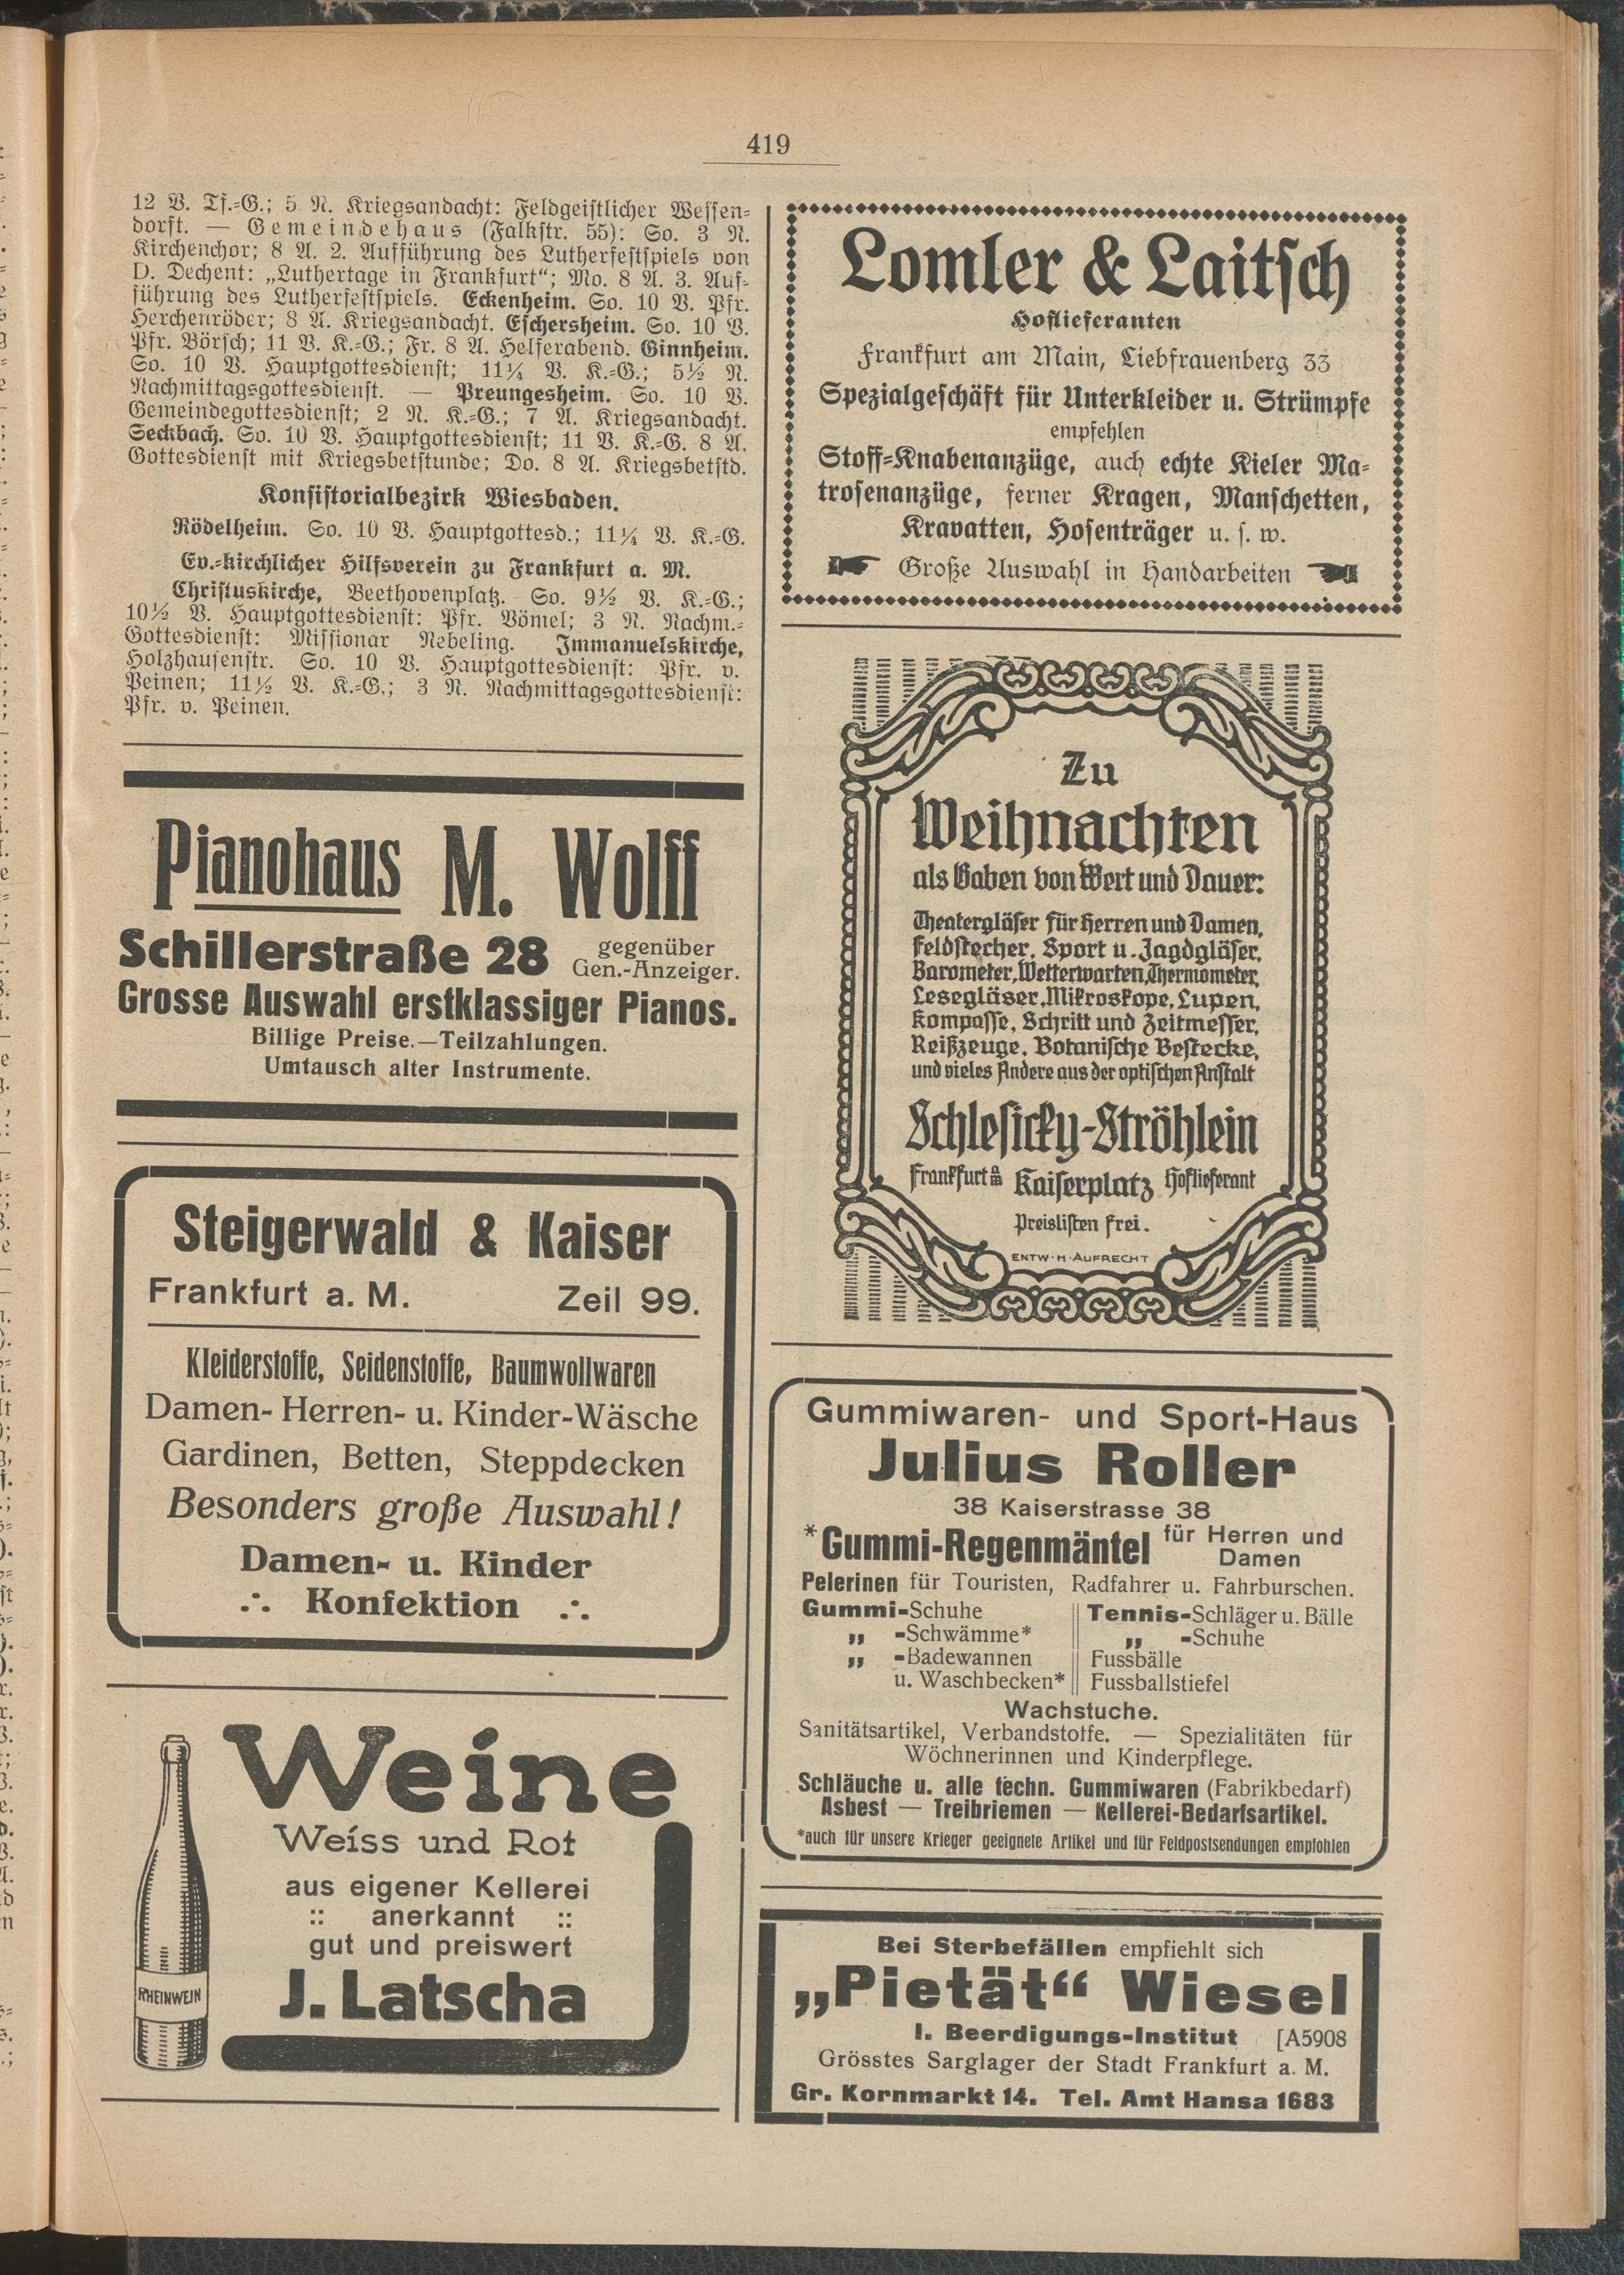 419
12 V. Tf.-G.; 5 N. Kriegsandacht: Feldgeistlicher Wessen-
dorft. — Gemeindehaus (Falkstr. 55): So. 3 N.
Kirchenchor; 8 A. 2. Aufführung des Lutherfestspiels von
D. Dechent: „Luthertage in Frankfurt“; Mo. 8 A. 3. Auf-
führung des Lutherfestspiels. Eckenheim. So. 10 V. Pfr.
Herchenröder; 8 A. Kriegsandacht. Eschersheim. So. 10 V.
Pfr. Börsch; 11 V. K.-G.; Fr. 8 A. Helferabend. Ginnheim.
So. 10 V. Hauptgottesdienst; 11¼ V. K.-G.; 5½ N.
Nachmittagsgottesdienst. — Preungesheim. So. 10 V.
Gemeindegottesdienst; 2 N. K.-G.; 7 A. Kriegsandacht.
Seckbach. So. 10 V. Hauptgottesdienst; 11 V. K.-G. 8 A.
Gottesdienst mit Kriegsbetstunde; Do. 8 A. Kriegsbetstd.
Konsistorialbezirk Wiesbaden.
Rödelheim. So. 10 V. Hauptgottesd.; 11¼ V. K.-G.
Ev.-kirchlicher Hilfsverein zu Frankfurt a. M.
Christuskirche, Beethovenplatz. So. 9½ V. K.-G.;
10½ V. Hauptgottesdienst: Pfr. Vömel; 3 N. Nachm.-
Gottesdienst: Missionar Nebeling. Immanuelskirche,
Holzhausenstr. So. 10 V. Hauptgottesdienst: Pfr. v.
Peinen; 11½ V. K.-G.; 3 N. Nachmittagsgottesdienst:
Pfr. v. Peinen.
Pianohaus M. Wolff
Schillerstraße 28 gegenüber
Gen.-Anzeiger.
Grosse Auswahl erstklassiger Pianos.
Billige Preise.—Teilzahlungen.
Umtausch alter Instrumente.
Steigerwald & Kaiser
Frankfurt a. M. Zeil 99.
Kleiderstoffe, Seidenstoffe, Baumwollwaren
Damen- Herren- u. Kinder-Wäsche
Gardinen, Betten, Steppdecken
Besonders große Auswahl!
Damen- u. Kinder
∴ Konfektion ∴
Weine
Weiss und Rot
aus eigener Kellerei
:: anerkannt ::
gut und preiswert
J. Latscha
RHEINWEIN
Lomler & Laitsch
Hoflieferanten
Frankfurt am Main, Liebfrauenberg 33
Spezialgeschäft für Unterkleider u. Strümpfe
empfehlen
Stoff-Knabenanzüge, auch echte Kieler Ma-
trosenanzüge, ferner Kragen, Manschetten,
Kravatten, Hosenträger u. s. w.
Große Auswahl in Handarbeiten
Zu
Weihnachten
als Gaben von Wert und Dauer:
Theatergläser für Herren und Damen,
Feldstecher, Sport u. Jagdgläser,
Barometer, Wetterwarten, Thermometer,
Lesegläser, Mikroskope, Lupen,
Kompasse, Schritt und Zeitmesser,
Reißzeuge, Botanische Bestecke,
und vieles Andere aus der optischen Anstalt
Schlesicky-Ströhlein
Frankfurt a/M Kaiserplatz Hoflieferant
Preislisten frei.
ENTW · H · AUFRECHT
Gummiwaren- und Sport-Haus
Julius Roller
38 Kaiserstrasse 38
*Gummi-Regenmäntel für Herren und
Damen
Pelerinen für Touristen, Radfahrer u. Fahrburschen.
Gummi-Schuhe
„ -Schwämme*
„ -Badewannen
u. Waschbecken*
Tennis-Schläger u. Bälle
„ -Schuhe
Fussbälle
Fussballstiefel
Wachstuche.
Sanitätsartikel, Verbandstoffe. — Spezialitäten für
Wöchnerinnen und Kinderpflege.
Schläuche u. alle techn. Gummiwaren (Fabrikbedarf)
Asbest — Treibriemen — Kellerei-Bedarfsartikel.
*auch für unsere Krieger geeignete Artikel und für Feldpostsendungen empfohlen
Bei Sterbefällen empfiehlt sich
„Pietät“ Wiesel
I. Beerdigungs-Institut [A5908
Grösstes Sarglager der Stadt Frankfurt a. M.
Gr. Kornmarkt 14. Tel. Amt Hansa 1683